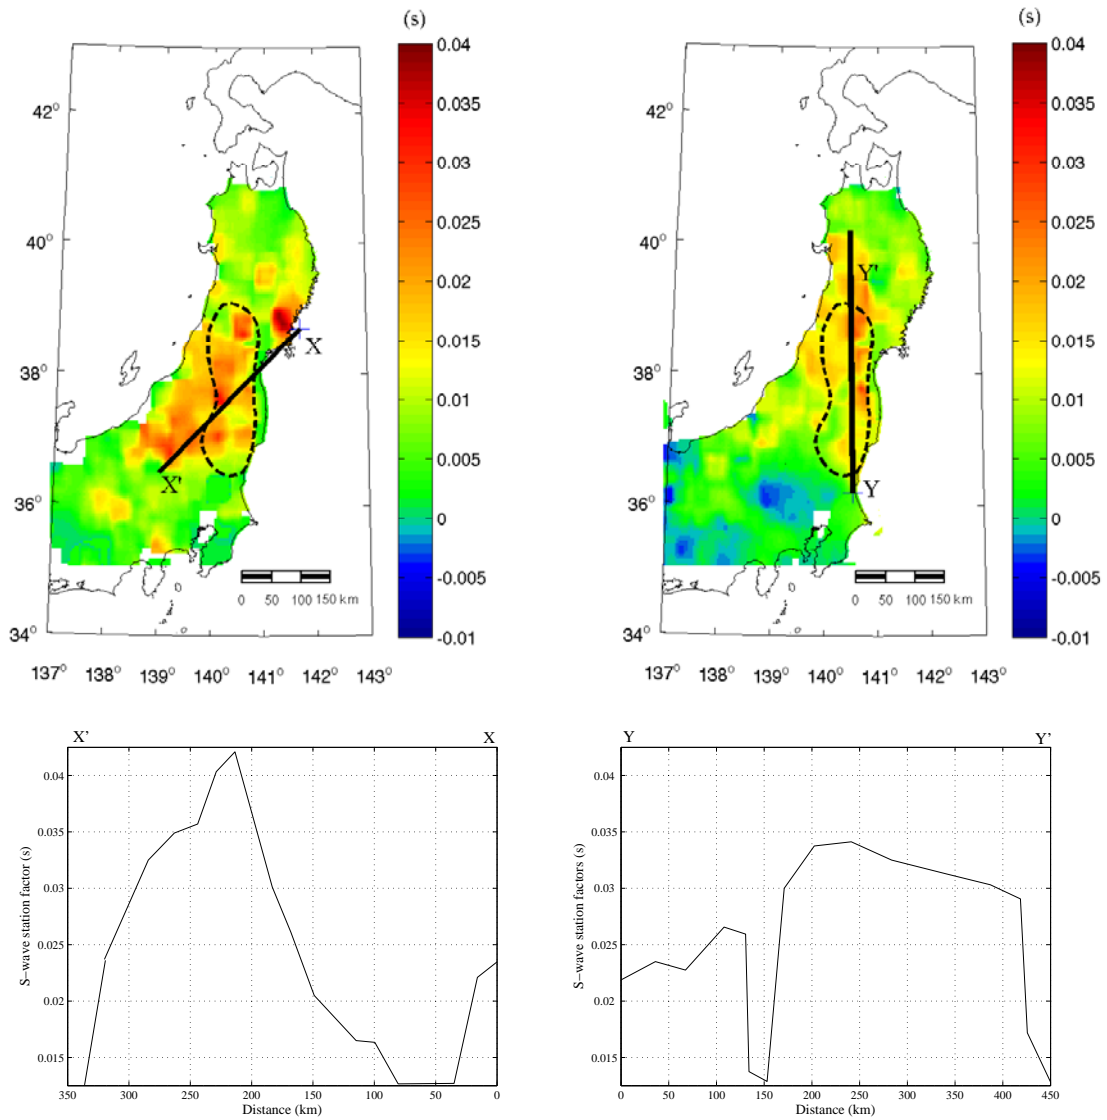 (s)
0.04
0.035
0.03
0.025
0.02
0.015
0.01
0.005
0
-0.005
-0.01
42°
40°
38°
36°
34°
137° 138° 139° 140° 141° 142° 143°
X
X'
0 50 100 150 km
(s)
0.04
0.035
0.03
0.025
0.02
0.015
0.01
0.005
0
-0.005
-0.01
42°
40°
38°
36°
34°
137° 138° 139° 140° 141° 142° 143°
Y'
Y
0 50 100 150 km
X' X
0.04
0.035
0.03
0.025
0.02
0.015
S−wave station factor (s)
350 300 250 200 150 100 50 0
Distance (km)
Y Y'
0.04
0.035
0.03
0.025
0.02
0.015
S−wave station factors (s)
0 50 100 150 200 250 300 350 400 450
Distance (km)